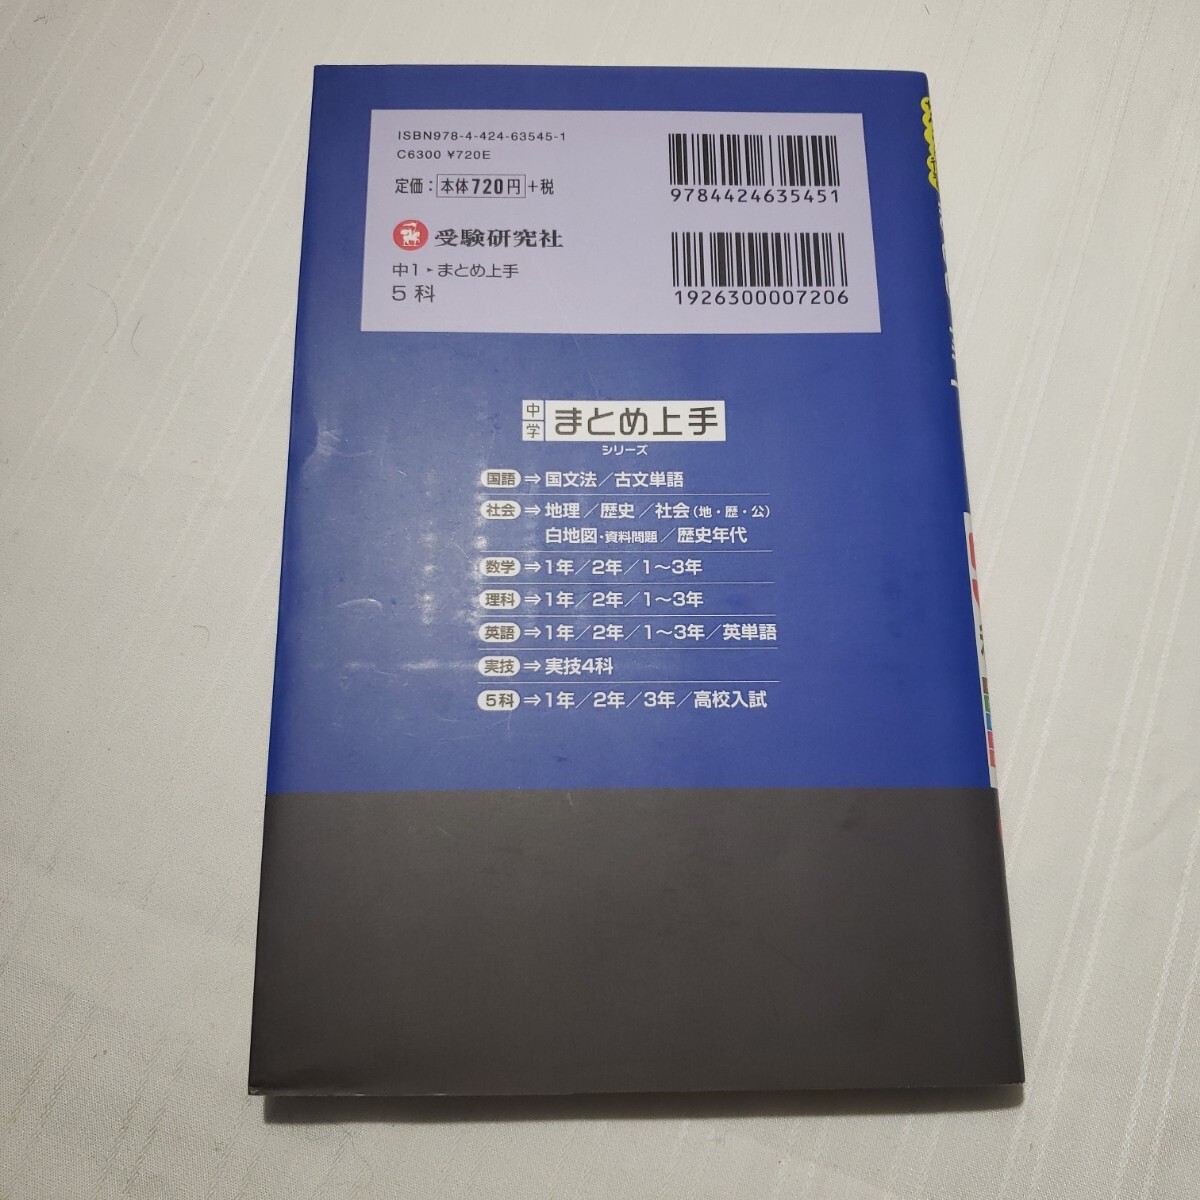 ISBN978-4-424-63545-1
C6300 ¥720E
定価：本体720円＋税
受験研究社
中1▸まとめ上手
5科
9784424635451
1926300007206
中学 まとめ上手
シリーズ
国語⇒国文法／古文単語
社会⇒地理／歴史／社会（地・歴・公）
白地図・資料問題／歴史年代
数学⇒1年／2年／1〜3年
理科⇒1年／2年／1〜3年
英語⇒1年／2年／1〜3年／英単語
実技⇒実技4科
5科⇒1年／2年／3年／高校入試